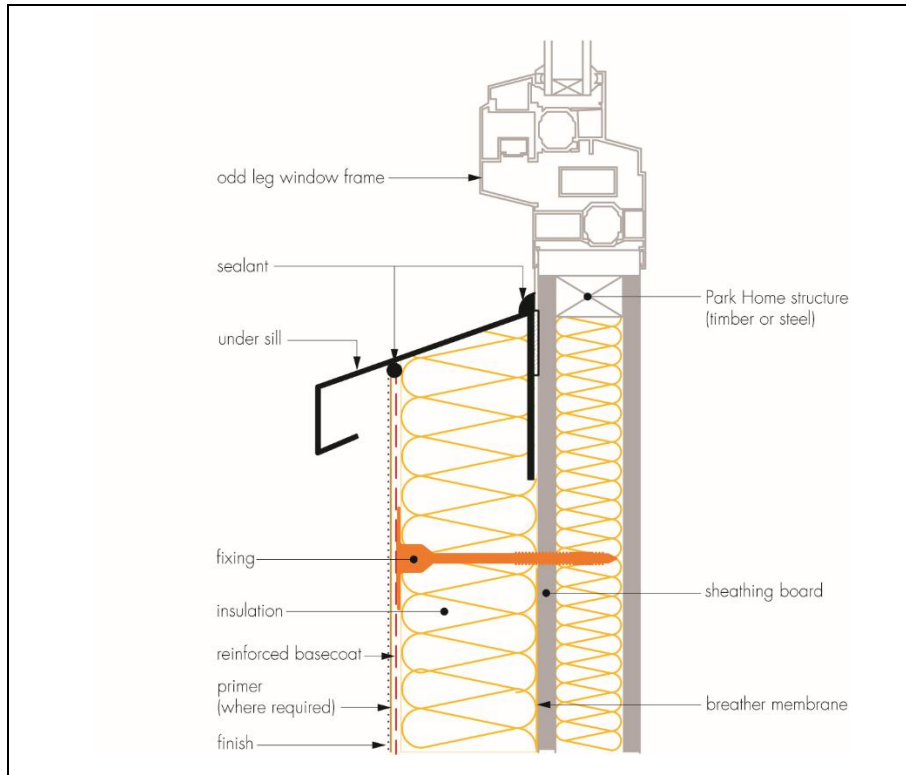 odd leg window frame
sealant
under sill
Park Home structure
(timber or steel)
fixing
insulation
sheathing board
reinforced basecoat
primer
(where required)
breather membrane
finish